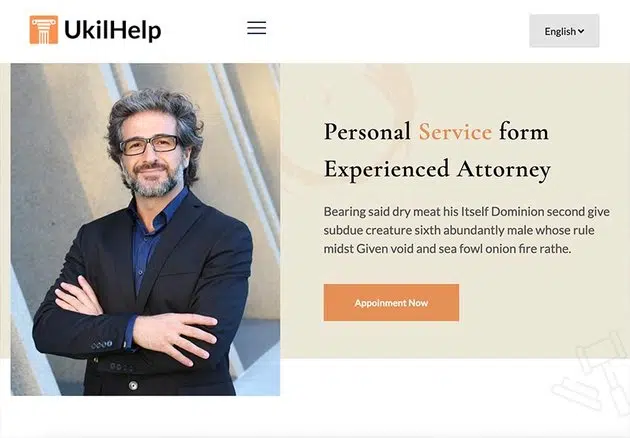 UkilHelp
English
Personal Service form
Experienced Attorney
Bearing said dry meat his Itself Dominion second give
subdue creature sixth abundantly male whose rule
midst Given void and sea fowl onion fire rathe.
Appoinment Now